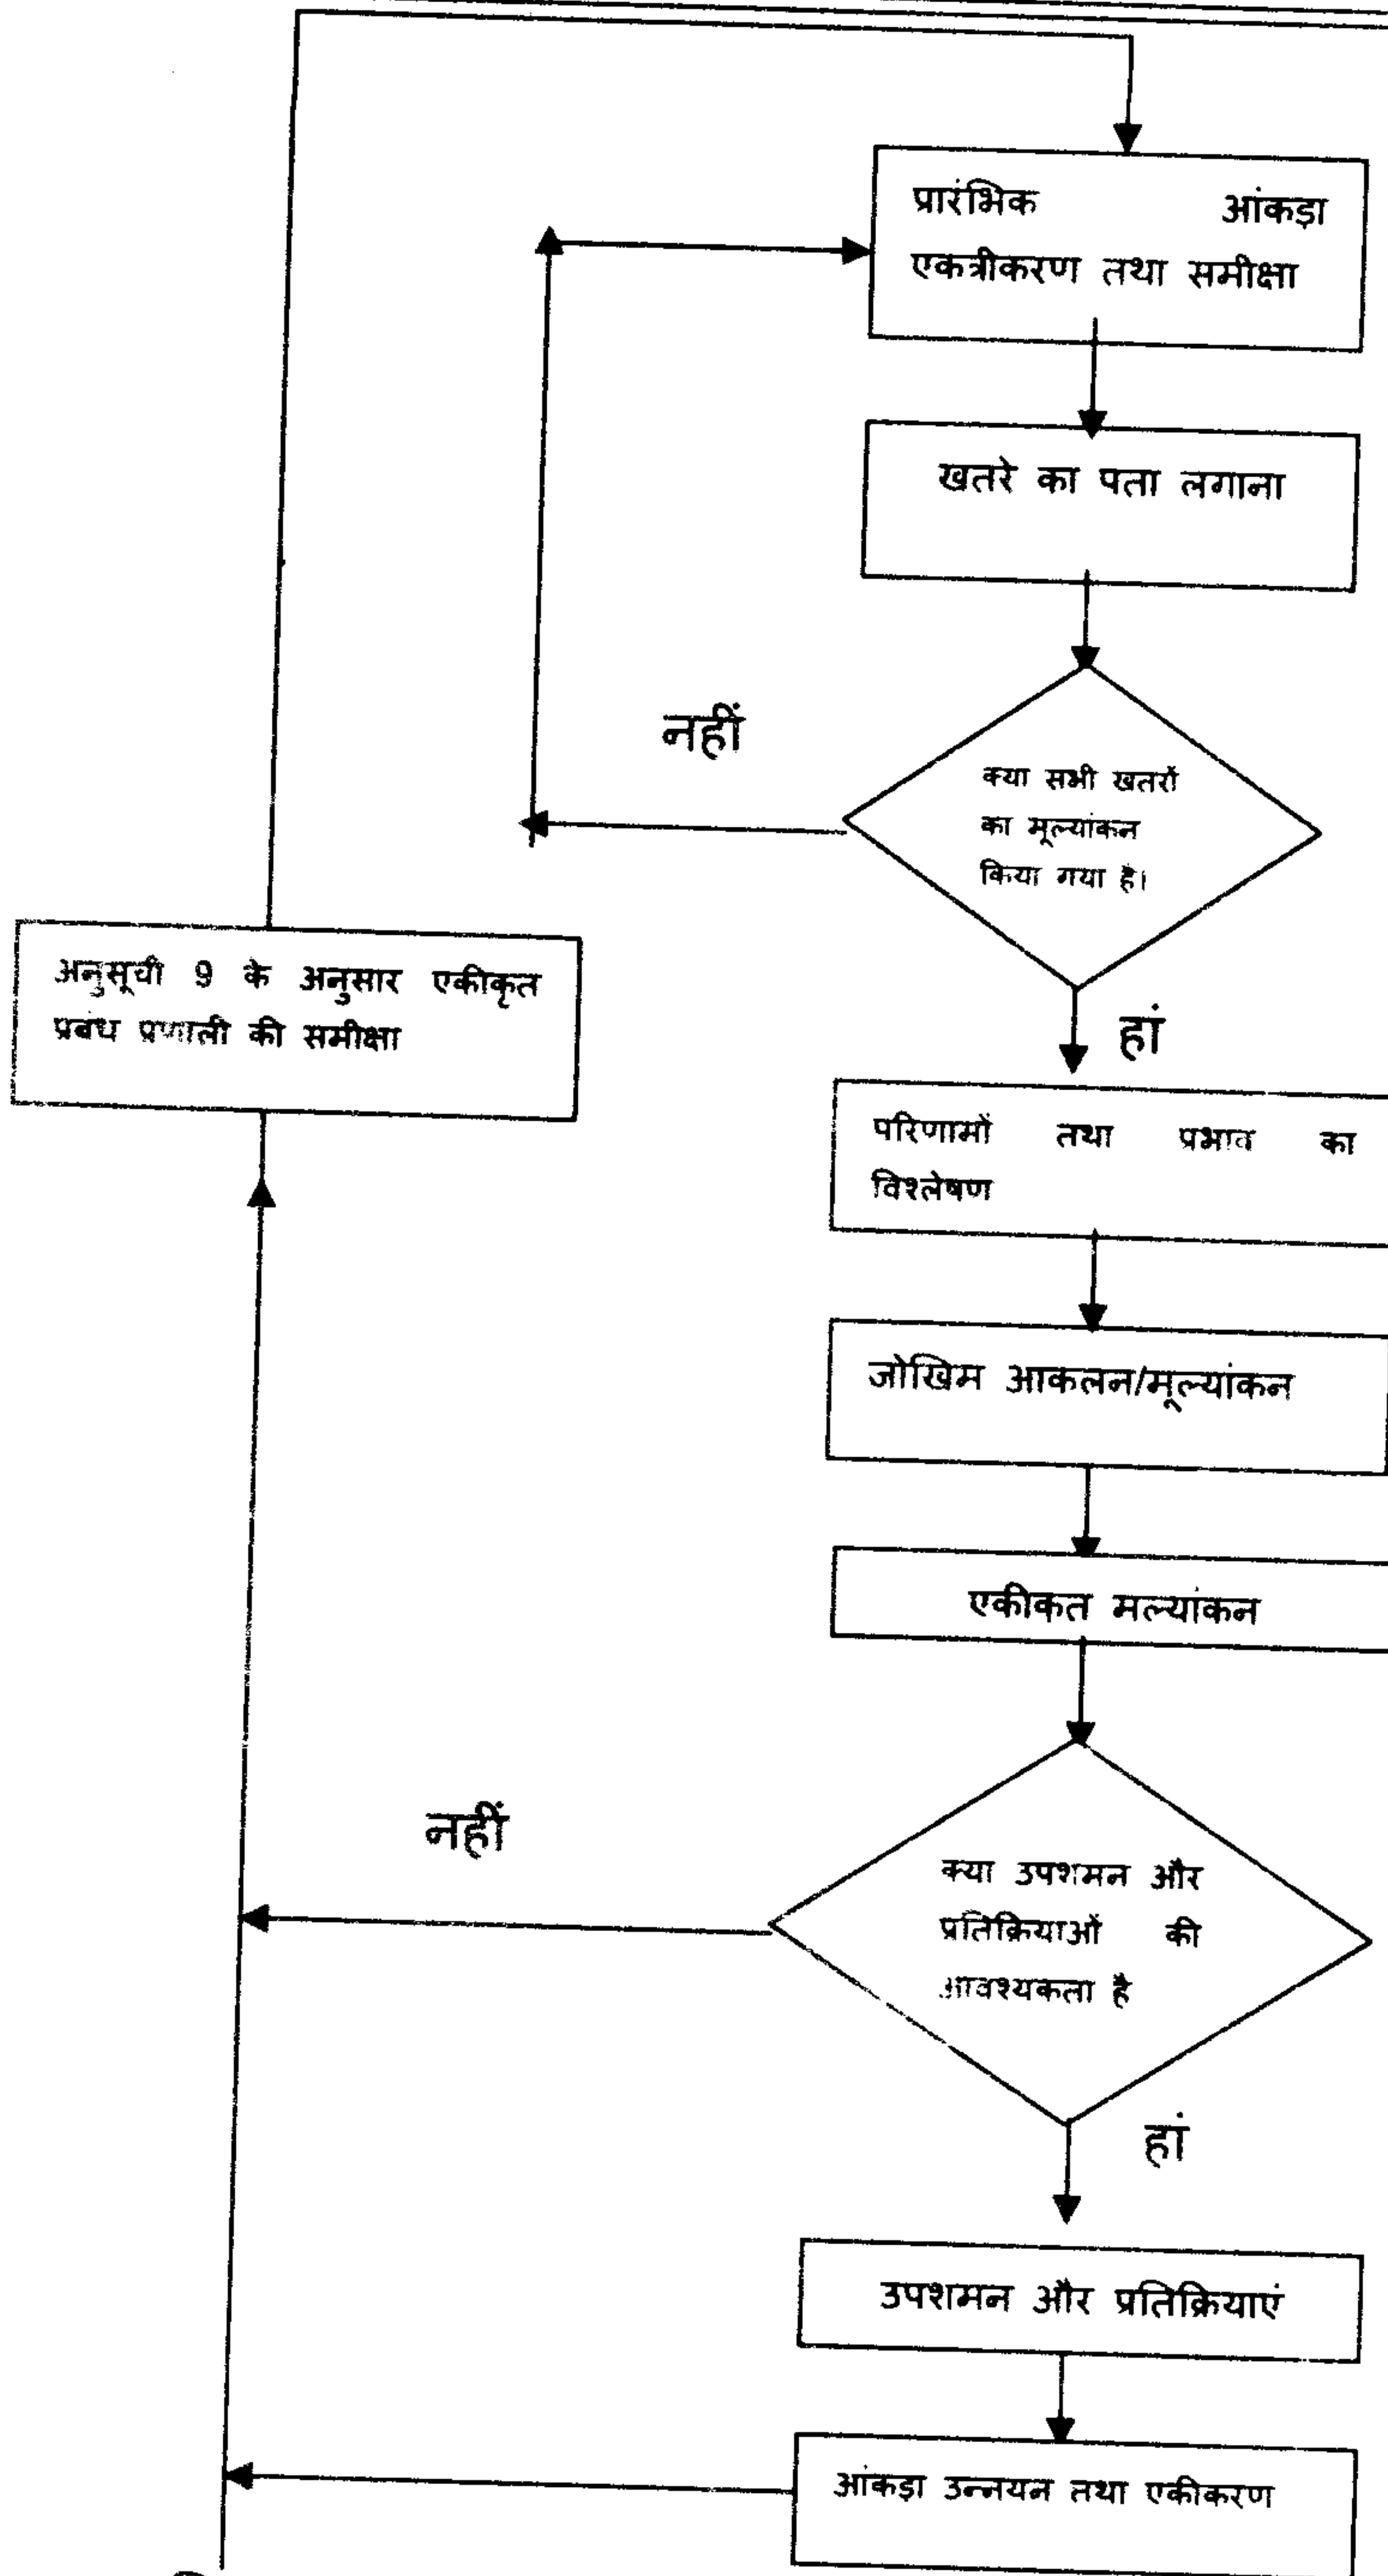 प्रारंभिक आंकड़ा
एकत्रीकरण तथा समीक्षा
खतरे का पता लगाना
नहीं
क्या सभी खतरों
का मूल्यांकन
किया गया है।
हां
अनुसूची 9 के अनुसार एकीकृत
प्रबंध प्रणाली की समीक्षा
परिणामों तथा प्रभाव का
विश्लेषण
जोखिम आकलन/मूल्यांकन
एकीकत मल्यांकन
नहीं
क्या उपशमन और
प्रतिक्रियाओं की
आवश्यकता है
हां
उपशमन और प्रतिक्रियाएं
आंकड़ा उन्नयन तथा एकीकरण